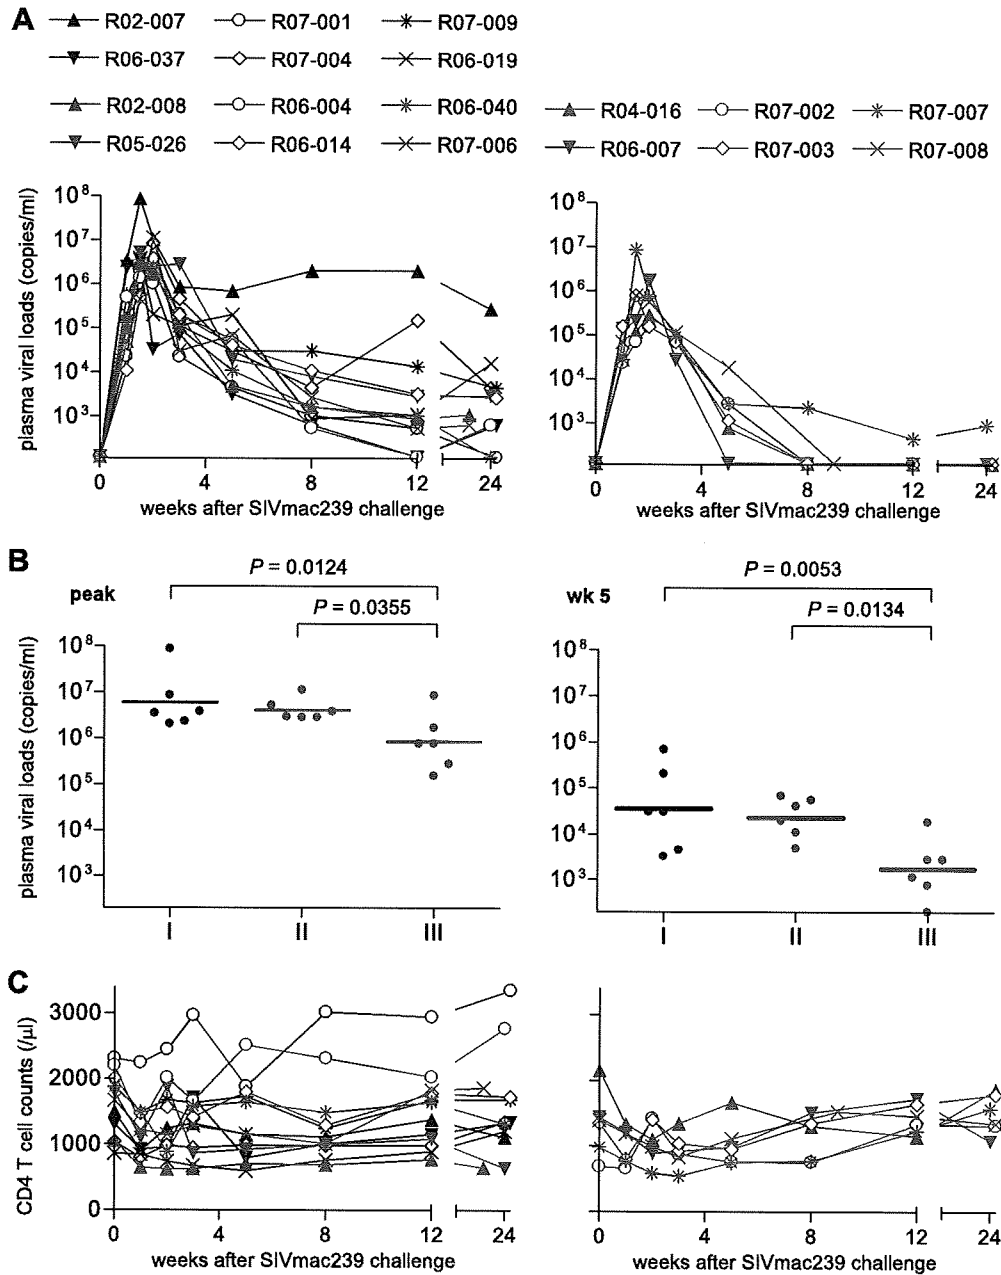 A
R02-007 R07-001 R07-009
R06-037 R07-004 R06-019
R02-008 R06-004 R06-040
R05-026 R06-014 R07-006
R04-016 R07-002 R07-007
R06-007 R07-003 R07-008
plasma viral loads (copies/ml)
10⁸
10⁷
10⁶
10⁵
10⁴
10³
0 4 8 12 24
weeks after SIVmac239 challenge
10⁸
10⁷
10⁶
10⁵
10⁴
10³
0 4 8 12 24
weeks after SIVmac239 challenge
B
peak
P = 0.0124
P = 0.0355
plasma viral loads (copies/ml)
10⁸
10⁷
10⁶
10⁵
10⁴
10³
I II III
wk 5
P = 0.0053
P = 0.0134
10⁸
10⁷
10⁶
10⁵
10⁴
10³
I II III
C
CD4 T cell counts (/μl)
3000
2000
1000
0
0 4 8 12 24
weeks after SIVmac239 challenge
0 4 8 12 24
weeks after SIVmac239 challenge